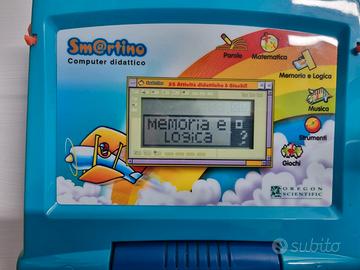 Sm@rtino
Computer didattico
Parole
Matematica
Memoria e Logica
Musica
Strumenti
Giochi
25 Attività didattiche & Giochi!
memoria e
Logica ?
OREGON
SCIENTIFIC
subito